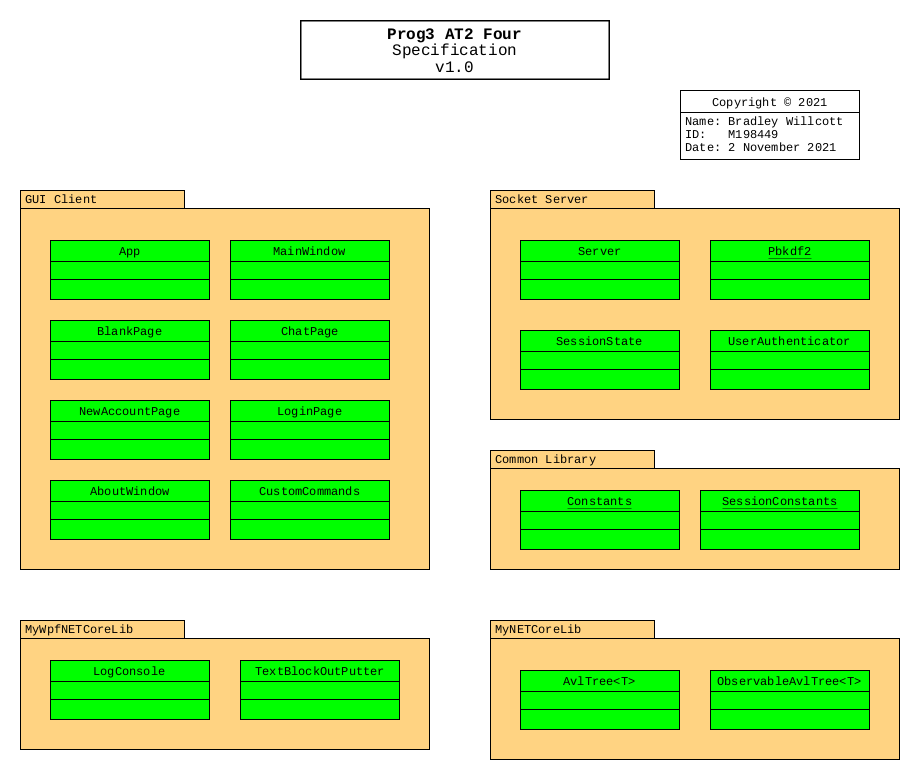 Prog3 AT2 Four
Specification
v1.0
Copyright © 2021
Name: Bradley Willcott
ID: M198449
Date: 2 November 2021
GUI Client
App
MainWindow
BlankPage
ChatPage
NewAccountPage
LoginPage
AboutWindow
CustomCommands
Socket Server
Server
Pbkdf2
SessionState
UserAuthenticator
Common Library
Constants
SessionConstants
MyWpfNETCoreLib
LogConsole
TextBlockOutPutter
MyNETCoreLib
AvlTree<T>
ObservableAvlTree<T>